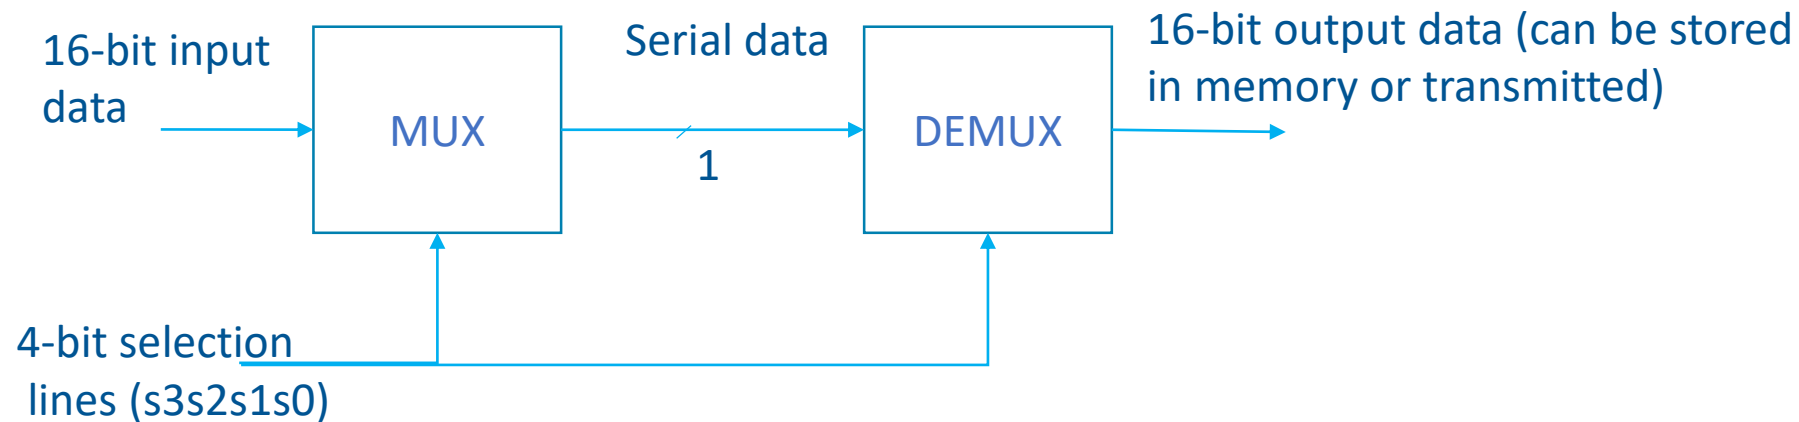 16-bit input
data
MUX
Serial data
1
DEMUX
16-bit output data (can be stored
in memory or transmitted)
4-bit selection
lines (s3s2s1s0)